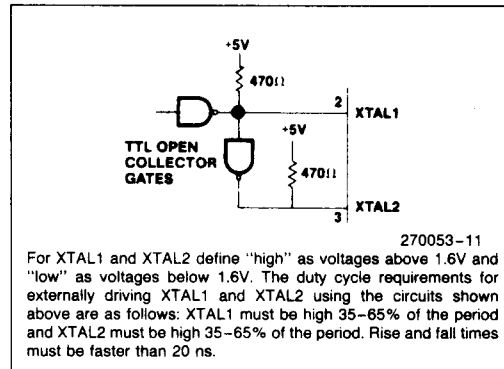 +5V
470Ω
2
XTAL1
+5V
TTL OPEN
COLLECTOR
GATES
470Ω
XTAL2
3
270053-11
For XTAL1 and XTAL2 define "high" as voltages above 1.6V and
"low" as voltages below 1.6V. The duty cycle requirements for
externally driving XTAL1 and XTAL2 using the circuits shown
above are as follows: XTAL1 must be high 35-65% of the period
and XTAL2 must be high 35-65% of the period. Rise and fall times
must be faster than 20 ns.